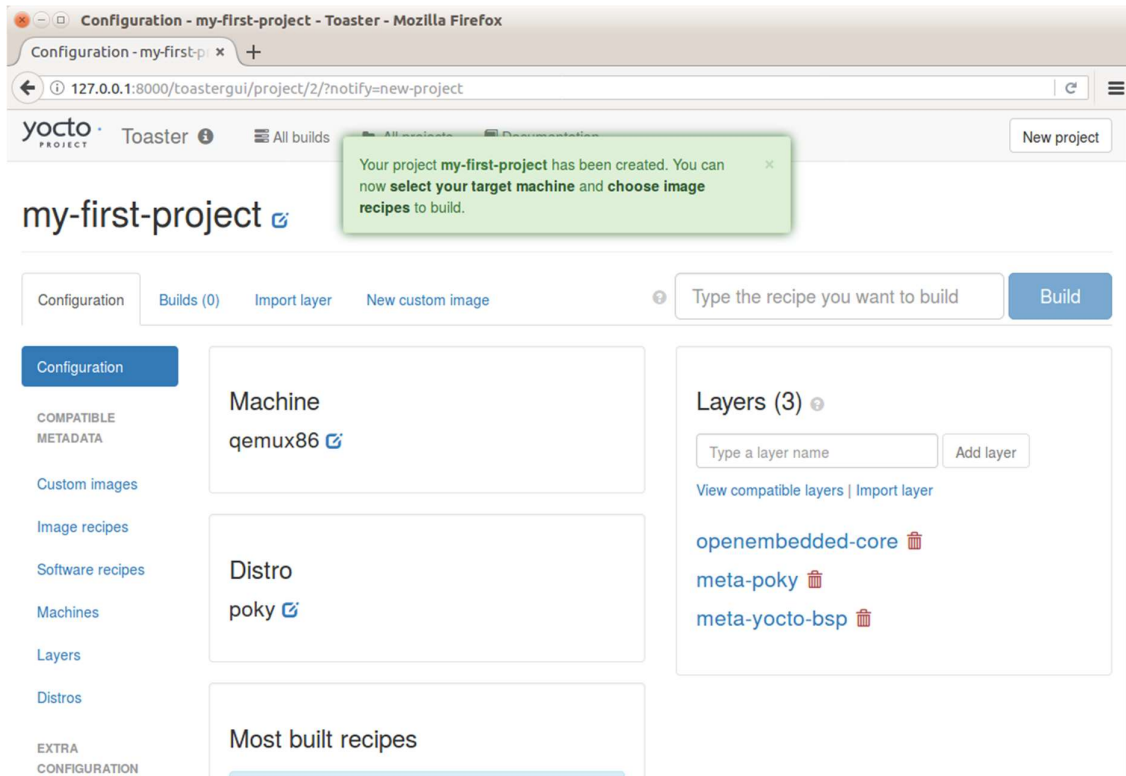 Configuration - my-first-project - Toaster - Mozilla Firefox
Configuration - my-first-p
127.0.0.1:8000/toastergui/project/2/?notify=new-project
yocto PROJECT
Toaster
All builds
All projects
Documentation
New project
Your project my-first-project has been created. You can
now select your target machine and choose image
recipes to build.
my-first-project
Configuration
Builds (0)
Import layer
New custom image
Type the recipe you want to build
Build
Configuration
COMPATIBLE
METADATA
Custom images
Image recipes
Software recipes
Machines
Layers
Distros
EXTRA
CONFIGURATION
Machine
qemux86
Distro
poky
Most built recipes
Layers (3)
Type a layer name
Add layer
View compatible layers | Import layer
openembedded-core
meta-poky
meta-yocto-bsp